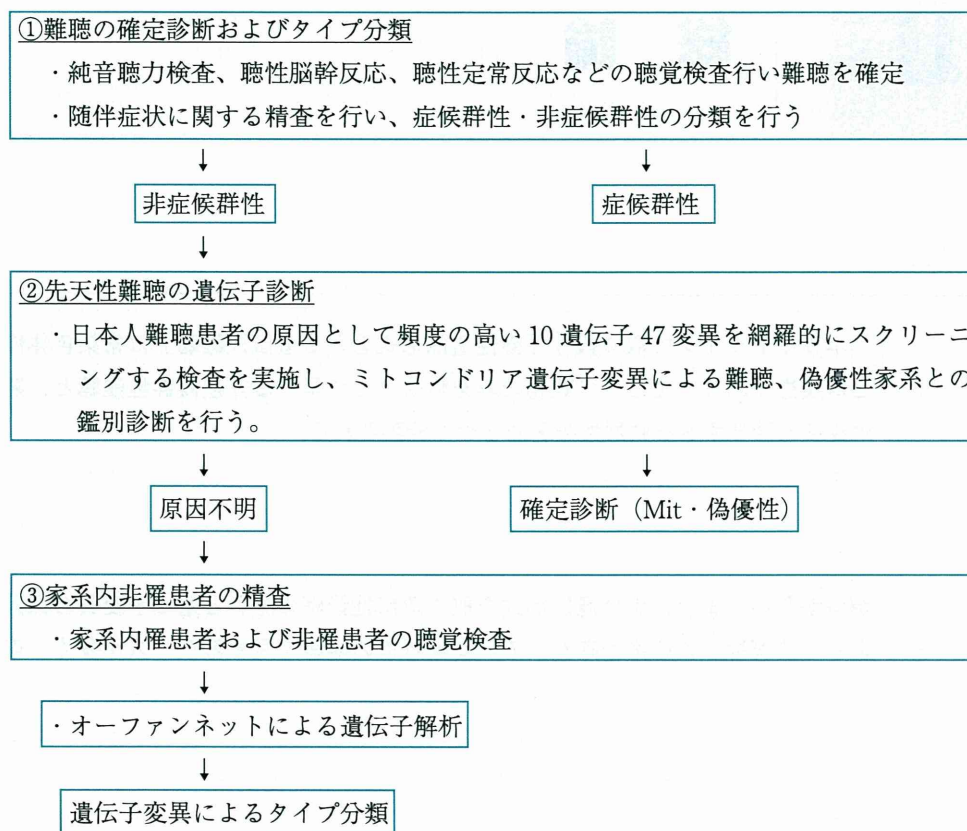 ①難聴の確定診断およびタイプ分類
・純音聴力検査、聴性脳幹反応、聴性定常反応などの聴覚検査行い難聴を確定
・随伴症状に関する精査を行い、症候群性・非症候群性の分類を行う
↓ ↓
非症候群性 症候群性
↓
②先天性難聴の遺伝子診断
・日本人難聴患者の原因として頻度の高い10遺伝子47変異を網羅的にスクリーニ
ングする検査を実施し、ミトコンドリア遺伝子変異による難聴、偽優性家系との
鑑別診断を行う。
↓ ↓
原因不明 確定診断（Mit・偽優性）
↓
③家系内非罹患者の精査
・家系内罹患者および非罹患者の聴覚検査
↓
・オーファンネットによる遺伝子解析
↓
遺伝子変異によるタイプ分類